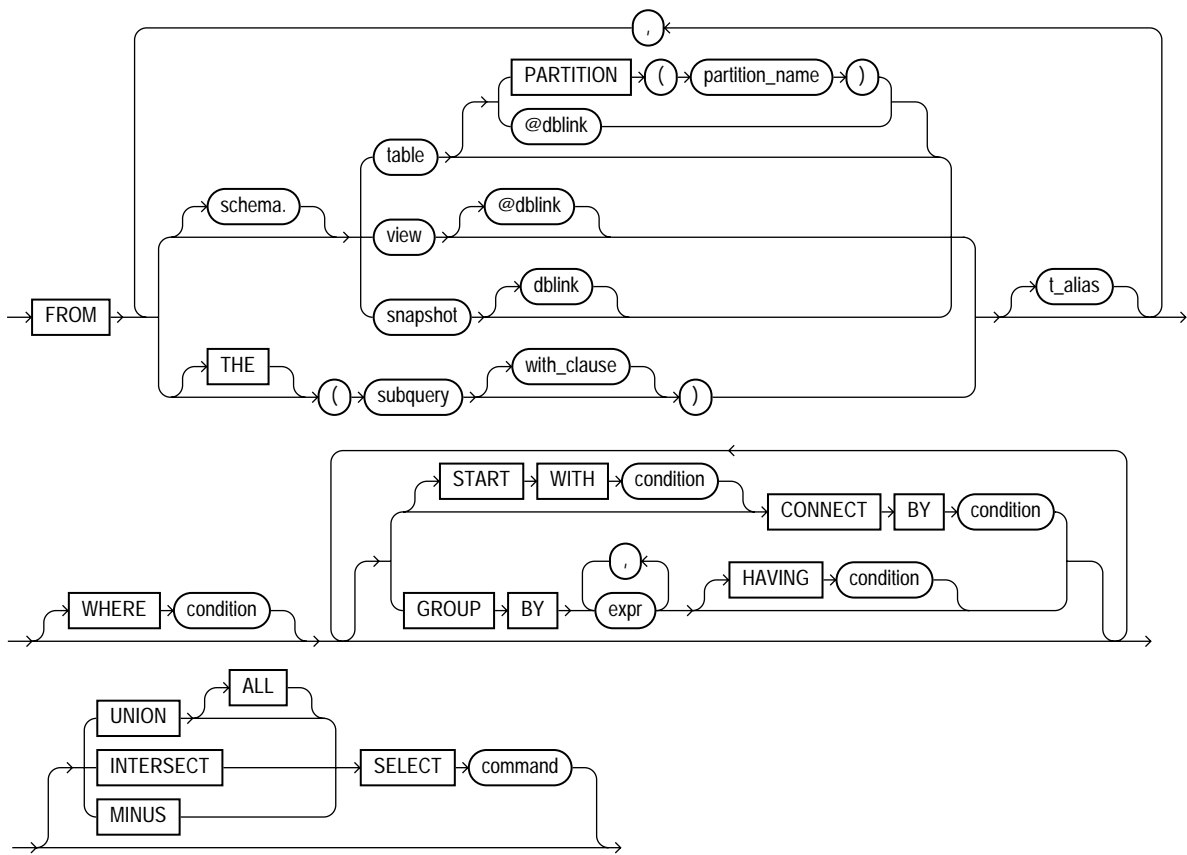 ,
PARTITION ( partition_name )
@dblink
table
schema. @dblink
view
dblink t_alias
FROM snapshot
THE with_clause
( subquery )
START WITH condition
CONNECT BY condition
,
HAVING condition
WHERE condition GROUP BY expr
ALL
UNION
INTERSECT SELECT command
MINUS